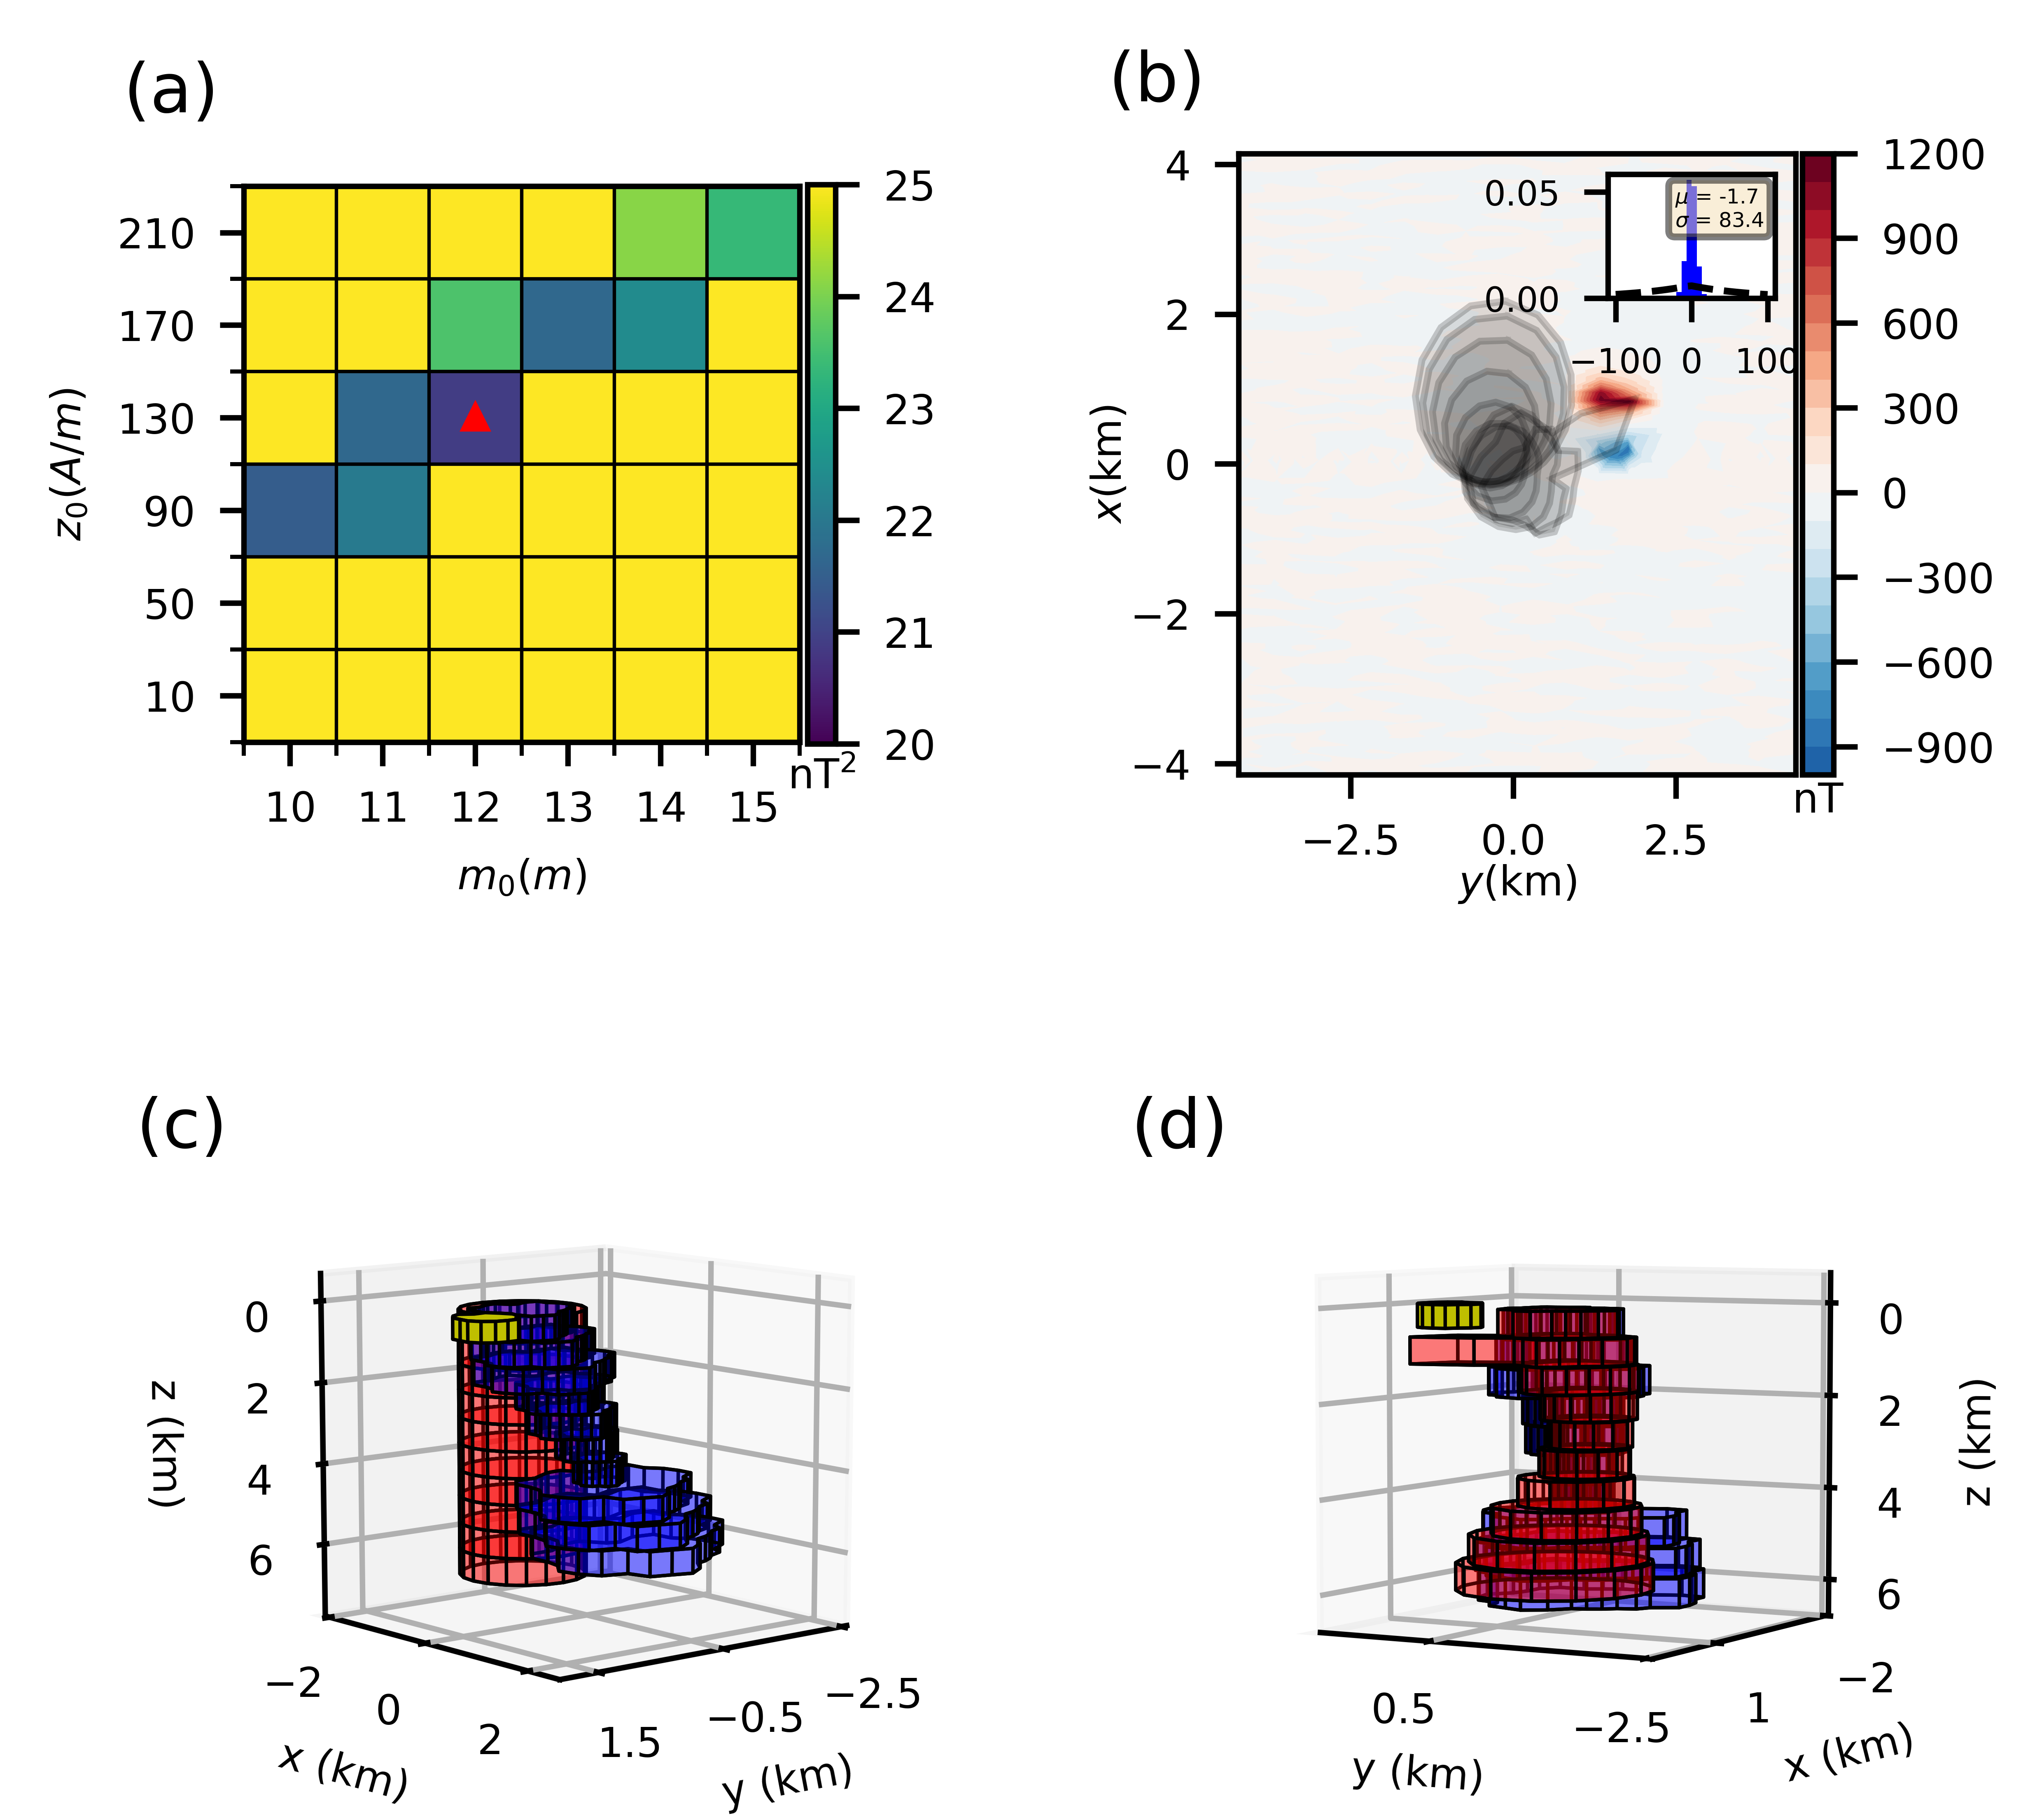 (a)
210
170
130
90
50
10
z₀(A/m)
10 11 12 13 14 15
m₀(m)
25
24
23
22
21
20
nT²
(b)
4
2
0
−2
−4
x(km)
−2.5 0.0 2.5
y(km)
0.05
0.00
−100 0 100
μ = -1.7
σ = 83.4
1200
900
600
300
0
−300
−600
−900
nT
(c)
0
2
4
6
z (km)
−2
0
2
x (km)
1.5
−0.5
−2.5
y (km)
(d)
0
2
4
6
z (km)
0.5
−2.5
y (km)
1
−2
x (km)